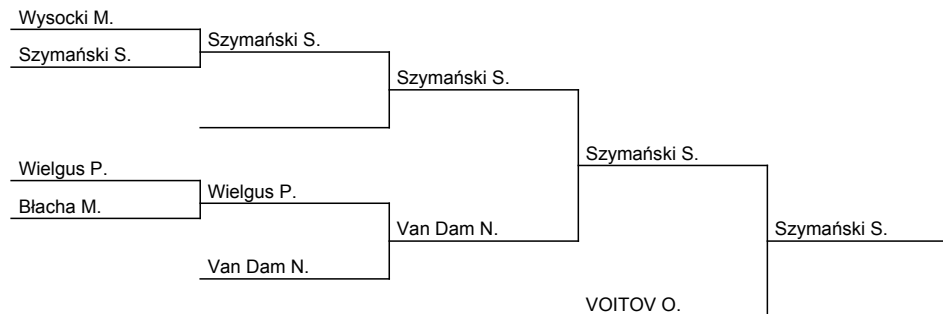 Wysocki M.
Szymański S.
Szymański S.
Szymański S.
Szymański S.
Wielgus P.
Wielgus P.
Błacha M.
Van Dam N.
Szymański S.
Van Dam N.
VOITOV O.